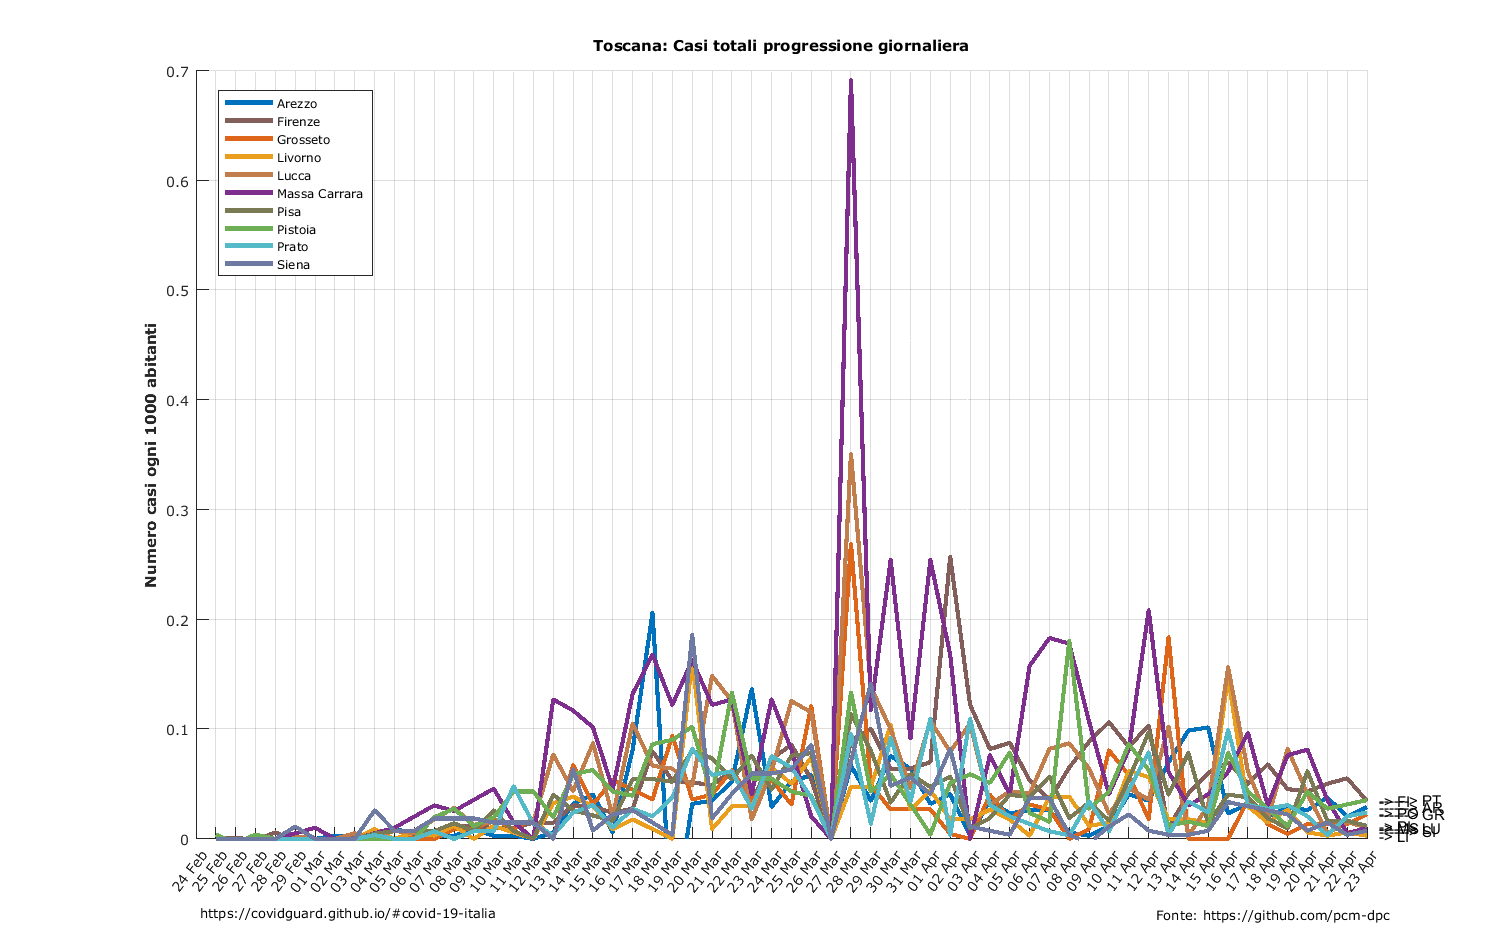 Toscana: Casi totali progressione giornaliera
Numero casi ogni 1000 abitanti
0.7
0.6
0.5
0.4
0.3
0.2
0.1
0
Arezzo
Firenze
Grosseto
Livorno
Lucca
Massa Carrara
Pisa
Pistoia
Prato
Siena
24 Feb
25 Feb
26 Feb
27 Feb
28 Feb
29 Feb
01 Mar
02 Mar
03 Mar
04 Mar
05 Mar
06 Mar
07 Mar
08 Mar
09 Mar
10 Mar
11 Mar
12 Mar
13 Mar
14 Mar
15 Mar
16 Mar
17 Mar
18 Mar
19 Mar
20 Mar
21 Mar
22 Mar
23 Mar
24 Mar
25 Mar
26 Mar
27 Mar
28 Mar
29 Mar
30 Mar
31 Mar
01 Apr
02 Apr
03 Apr
04 Apr
05 Apr
06 Apr
07 Apr
08 Apr
09 Apr
10 Apr
11 Apr
12 Apr
13 Apr
14 Apr
15 Apr
16 Apr
17 Apr
18 Apr
19 Apr
20 Apr
21 Apr
22 Apr
23 Apr
PT
GR
LU
https://covidguard.github.io/#covid-19-italia
Fonte: https://github.com/pcm-dpc